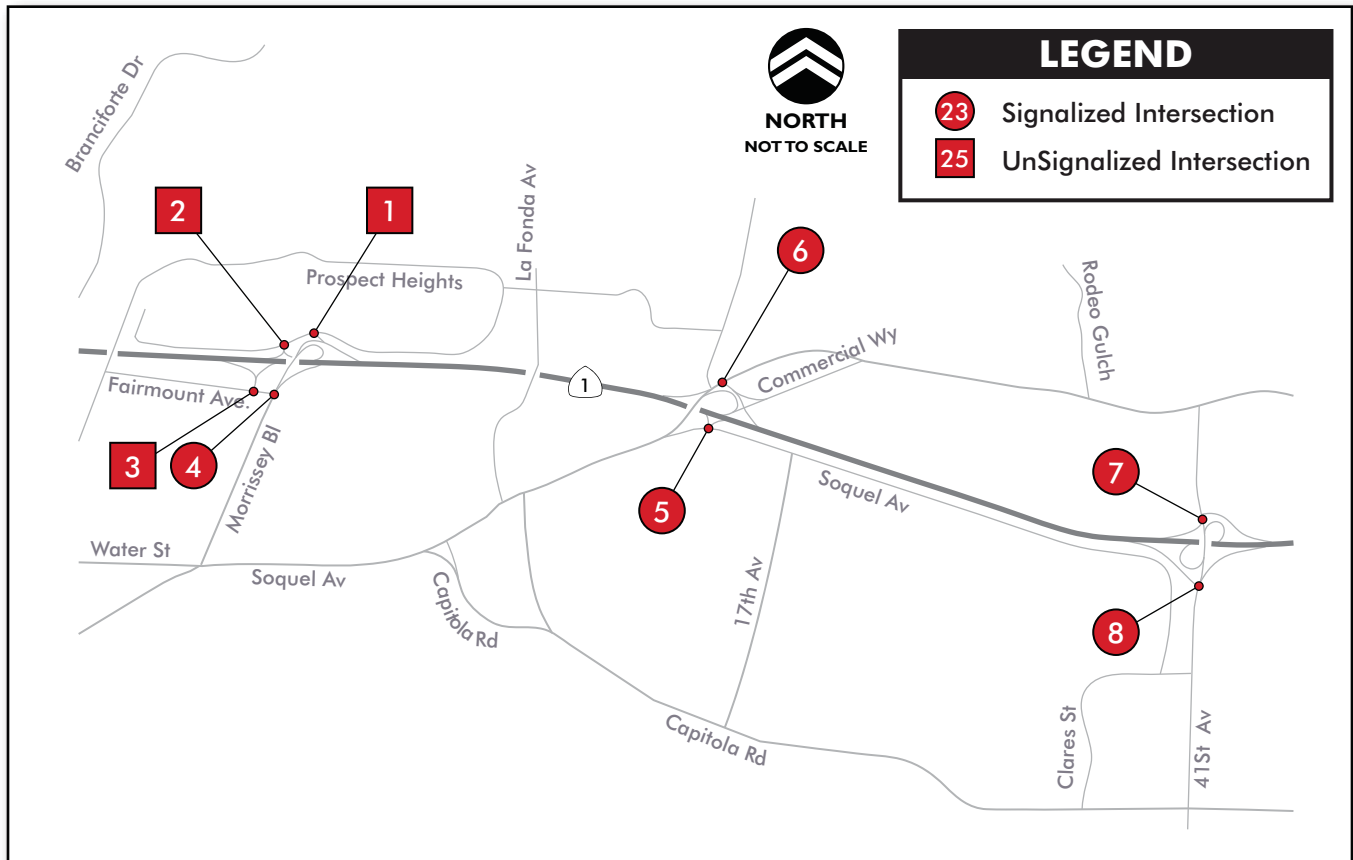 LEGEND
23 Signalized Intersection
25 UnSignalized Intersection
NORTH
NOT TO SCALE
Branciforte Dr
2
1
La Fonda Av
6
Prospect Heights
Rodeo Gulch
Commercial Wy
1
Fairmount Ave.
3
4
Morrissey Bl
5
Soquel Av
7
Water St
Soquel Av
Capitola Rd
17th Av
8
Capitola Rd
Clares St
41St Av